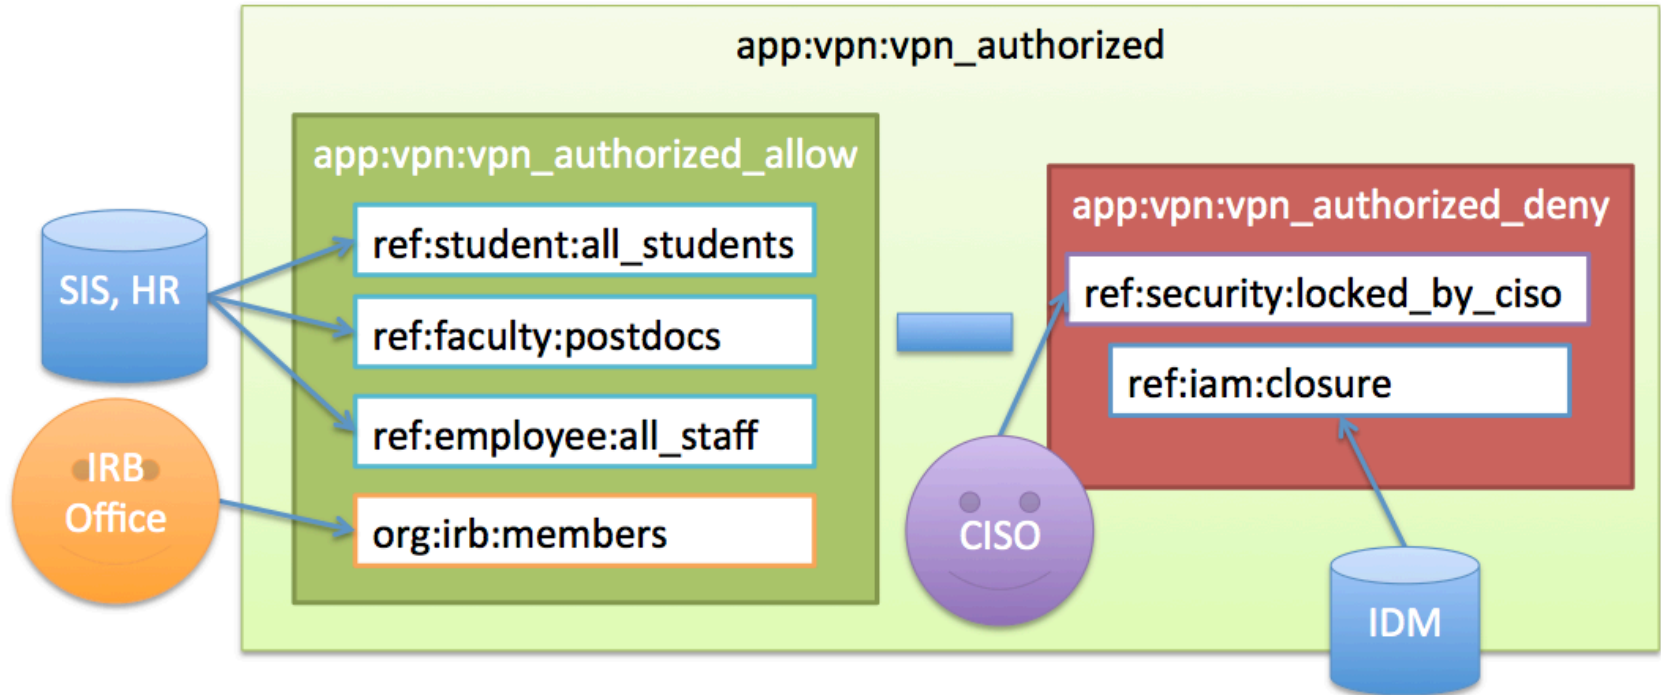 app:vpn:vpn_authorized
app:vpn:vpn_authorized_allow
ref:student:all_students
ref:faculty:postdocs
ref:employee:all_staff
org:irb:members
SIS, HR
IRB
Office
app:vpn:vpn_authorized_deny
ref:security:locked_by_ciso
ref:iam:closure
CISO
IDM